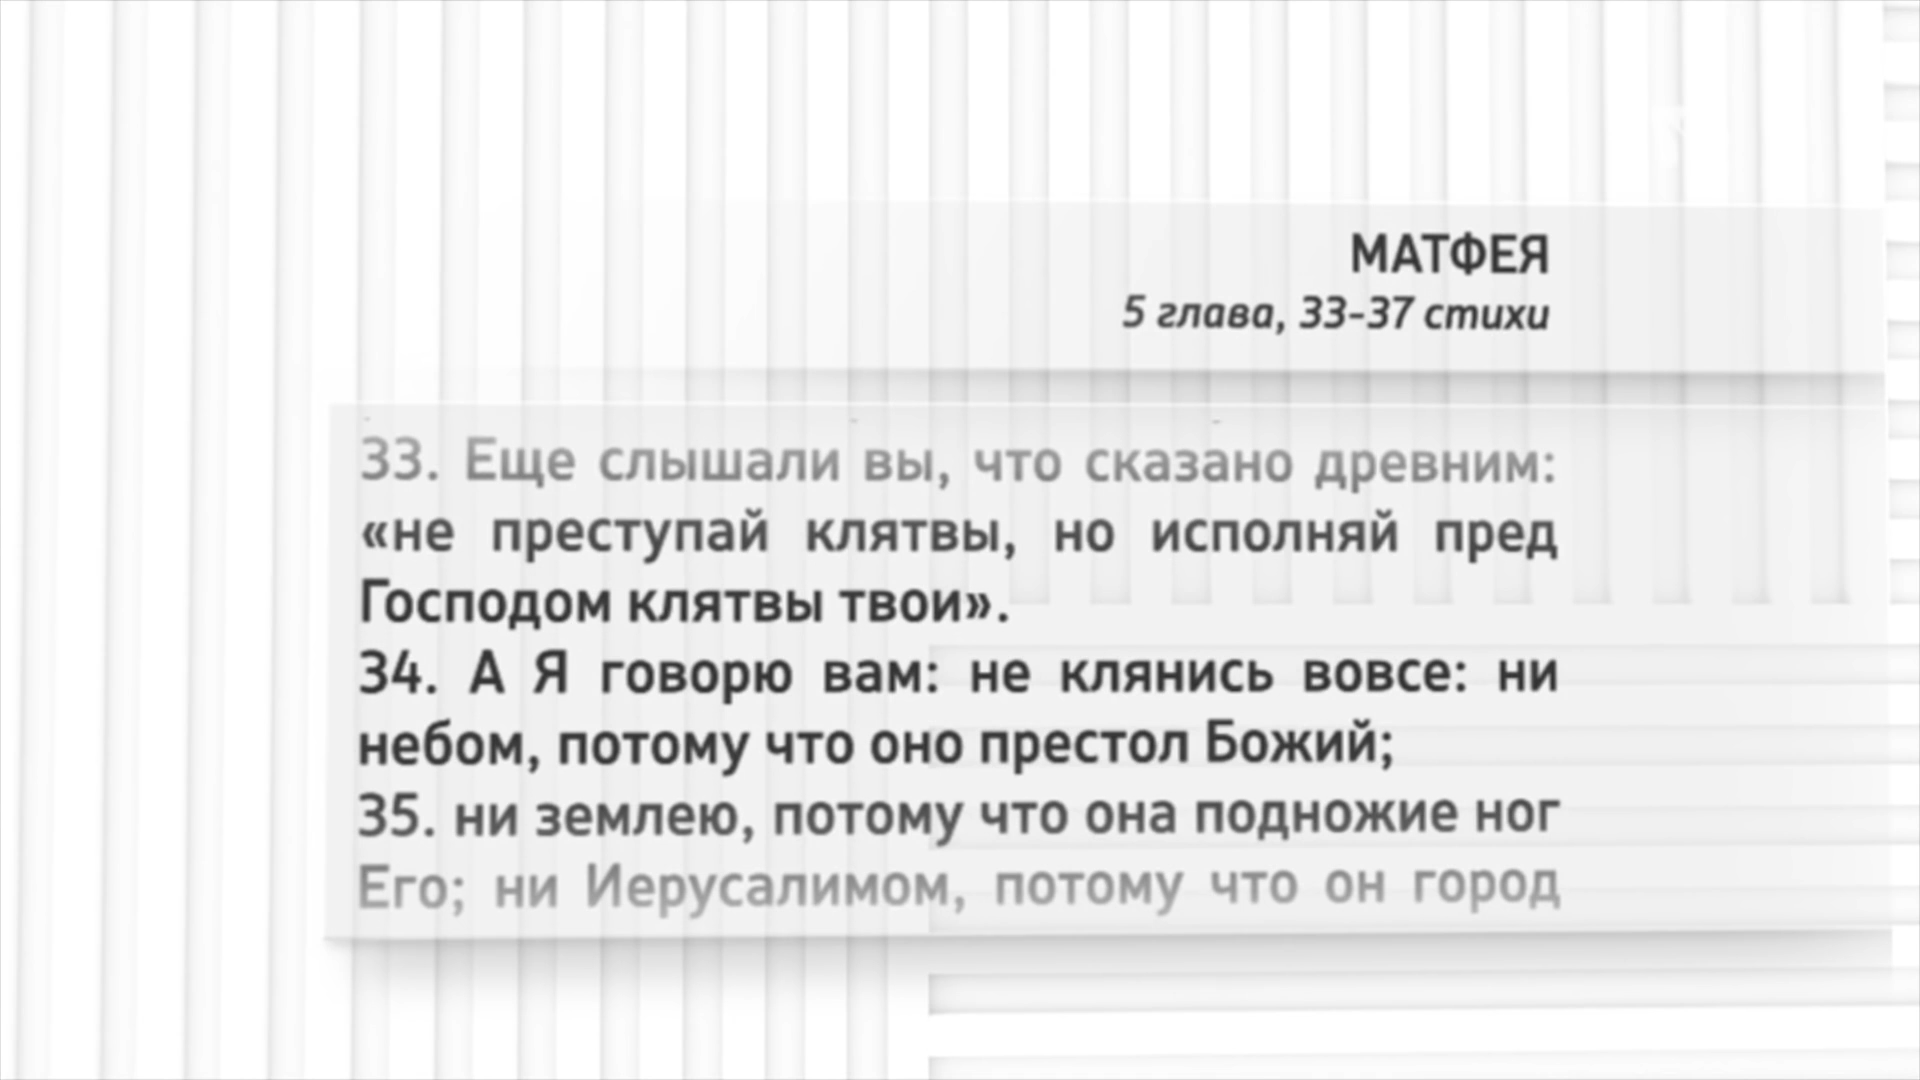 МАТФЕЯ
5 глава, 33-37 стихи
33. Еще слышали вы, что сказано древним:
«не преступай клятвы, но исполняй пред
Господом клятвы твои».
34. А Я говорю вам: не клянись вовсе: ни
небом, потому что оно престол Божий;
35. ни землею, потому что она подножие ног
Его; ни Иерусалимом, потому что он город